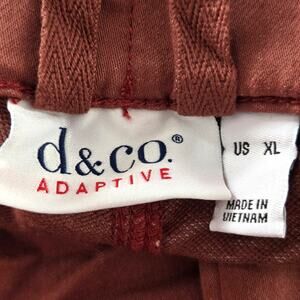 d&co.®
ADAPTIVE
US XL
MADE IN
VIETNAM